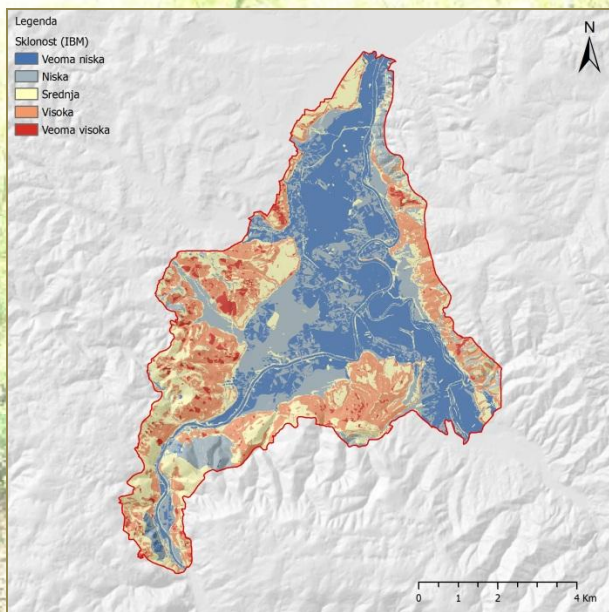 Legenda
Sklonost (IBM)
Veoma niska
Niska
Srednja
Visoka
Veoma visoka
N
0 1 2 4 Km